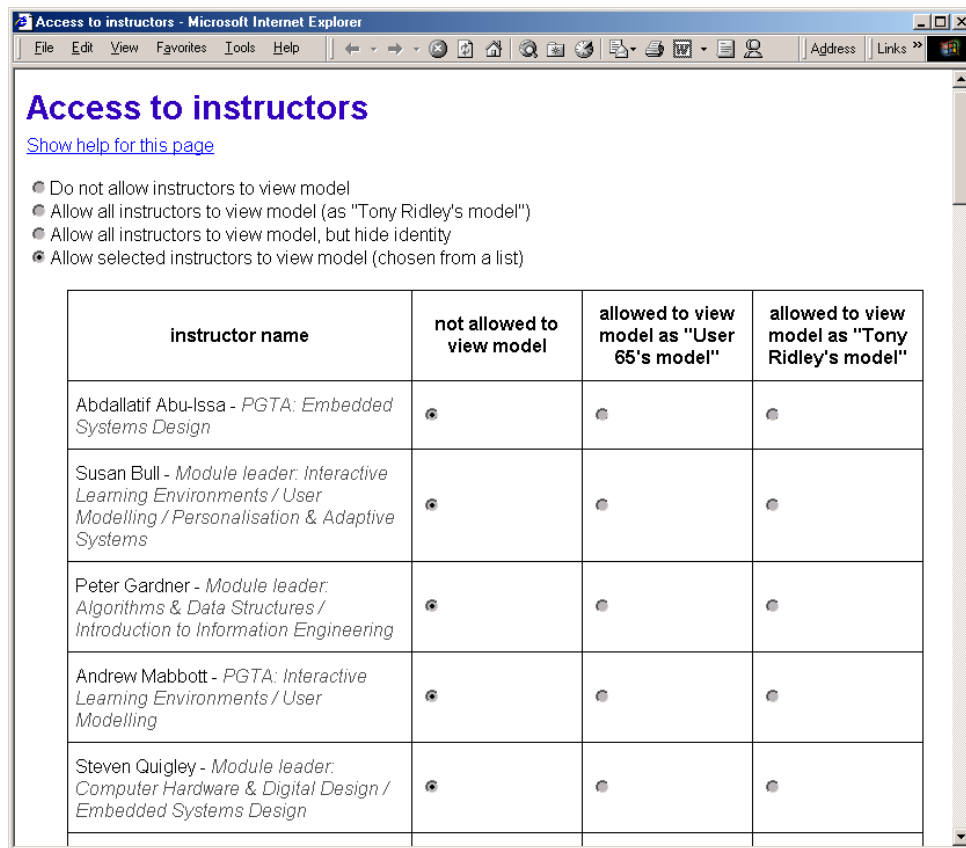 Access to instructors - Microsoft Internet Explorer
File Edit View Favorites Tools Help Address Links »
Access to instructors
Show help for this page
Do not allow instructors to view model
Allow all instructors to view model (as "Tony Ridley's model")
Allow all instructors to view model, but hide identity
Allow selected instructors to view model (chosen from a list)
instructor name
not allowed to
view model
allowed to view
model as "User
65's model"
allowed to view
model as "Tony
Ridley's model"
Abdallatif Abu-Issa - PGTA: Embedded
Systems Design
Susan Bull - Module leader: Interactive
Learning Environments / User
Modelling / Personalisation & Adaptive
Systems
Peter Gardner - Module leader:
Algorithms & Data Structures /
Introduction to Information Engineering
Andrew Mabbott - PGTA: Interactive
Learning Environments / User
Modelling
Steven Quigley - Module leader:
Computer Hardware & Digital Design /
Embedded Systems Design